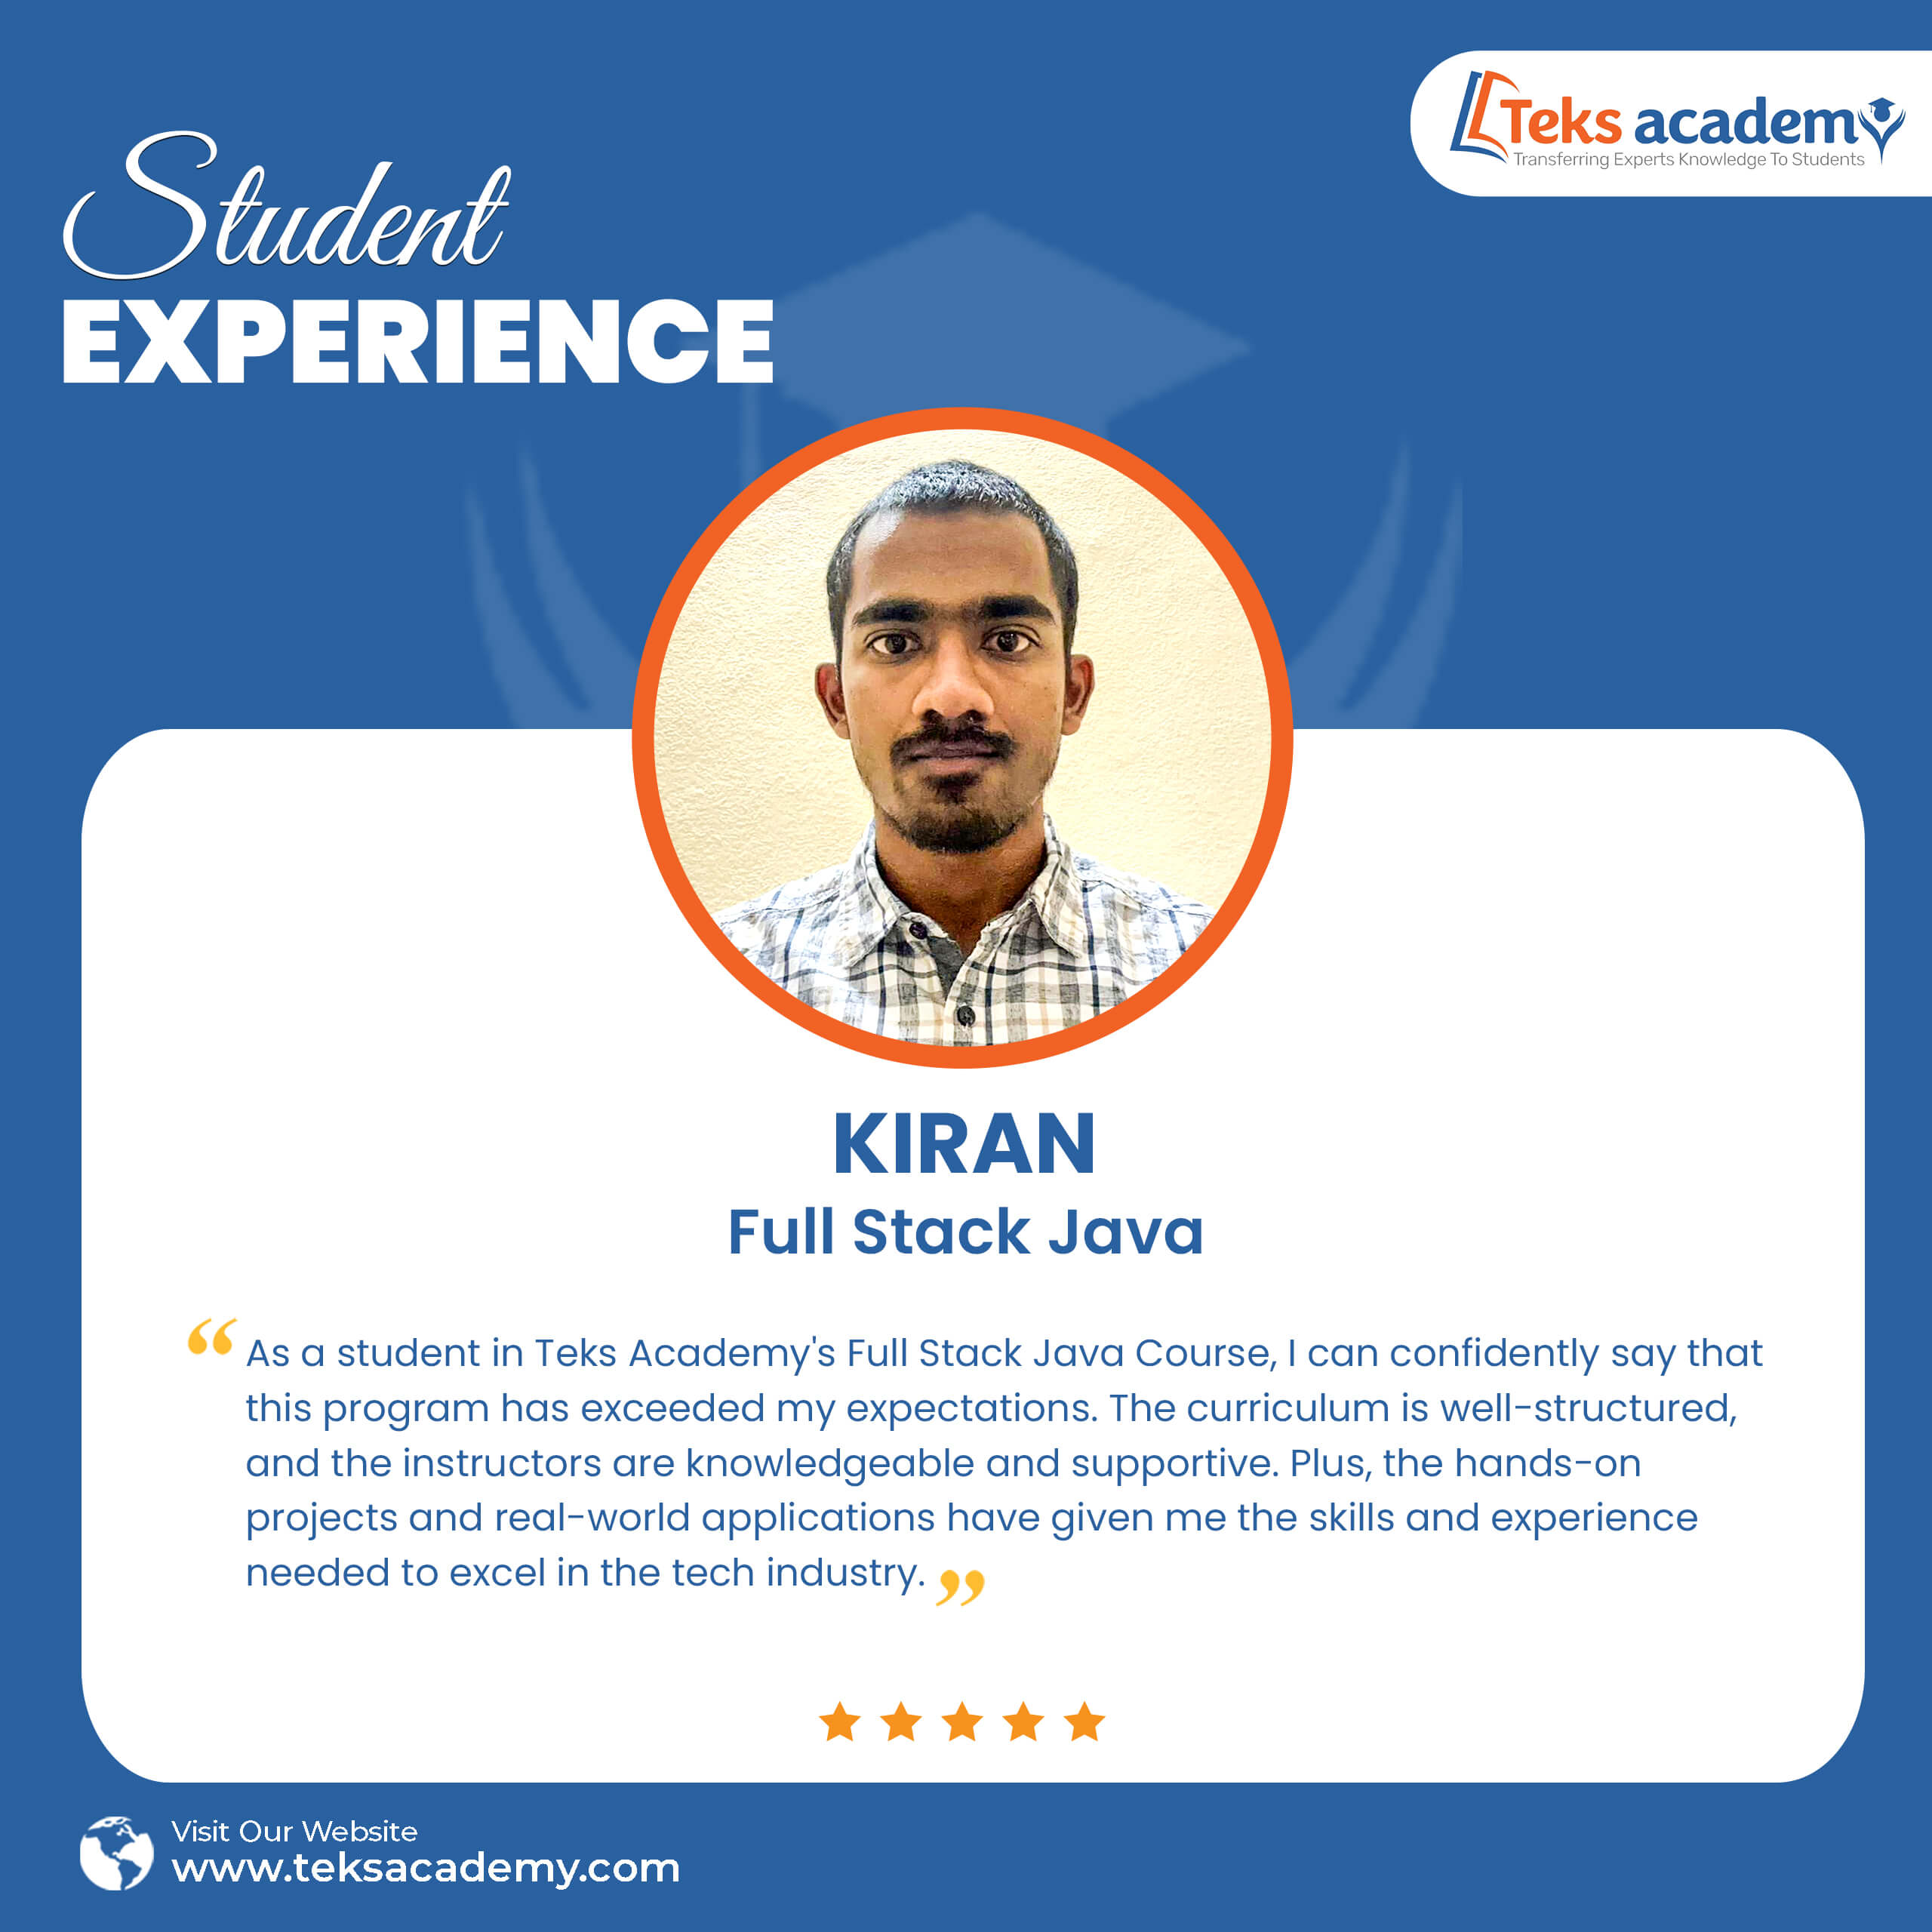 Teks academy
Transferring Experts Knowledge To Students
Student
EXPERIENCE
KIRAN
Full Stack Java
“ As a student in Teks Academy's Full Stack Java Course, I can confidently say that
this program has exceeded my expectations. The curriculum is well-structured,
and the instructors are knowledgeable and supportive. Plus, the hands-on
projects and real-world applications have given me the skills and experience
needed to excel in the tech industry. ”
Visit Our Website
www.teksacademy.com